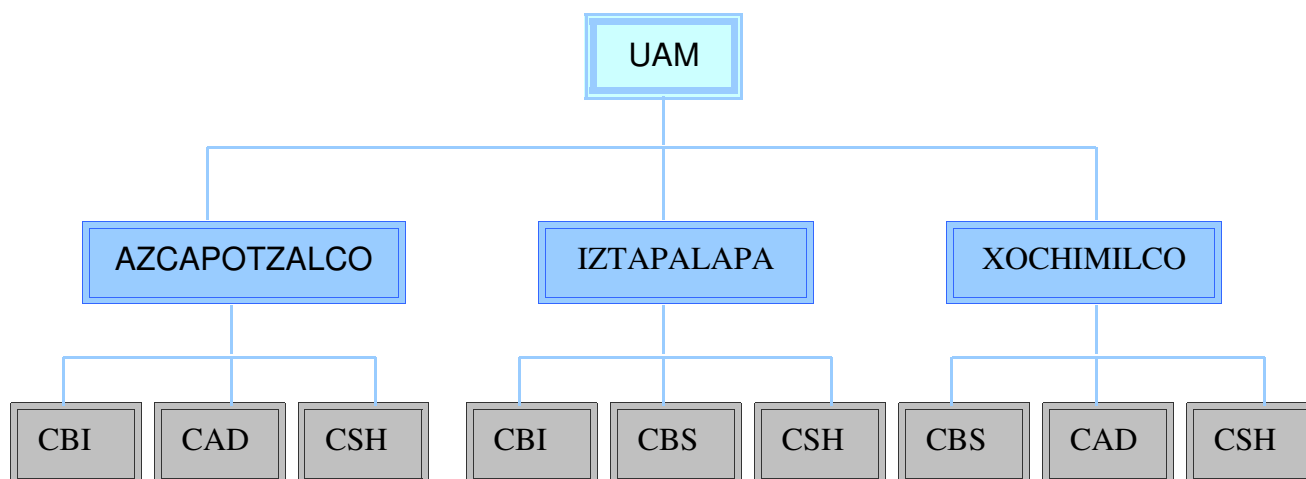 UAM
AZCAPOTZALCO
IZTAPALAPA
XOCHIMILCO
CBI
CAD
CSH
CBI
CBS
CSH
CBS
CAD
CSH